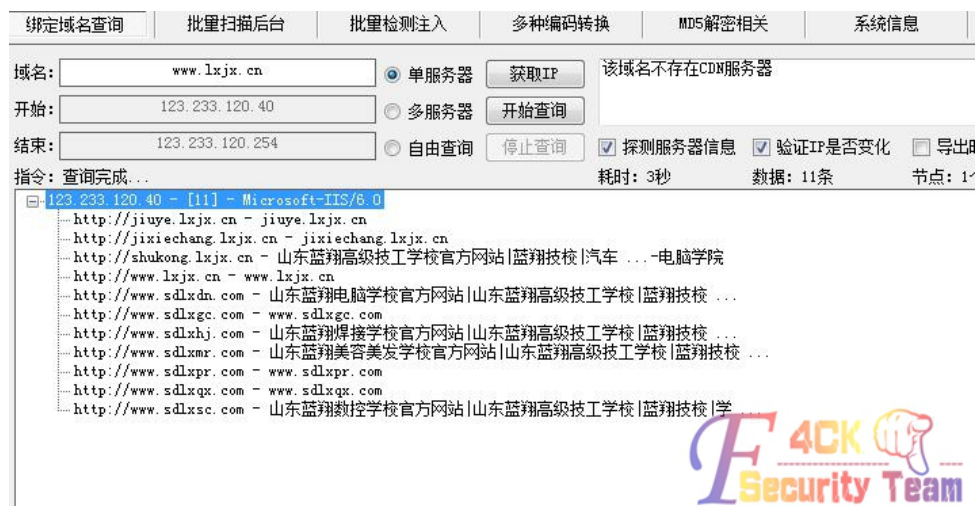 绑定域名查询 批量扫描后台 批量检测注入 多种编码转换 MD5解密相关 系统信息
域名: www.lxjx.cn 单服务器 获取IP 该域名不存在CDN服务器
开始: 123.233.120.40 多服务器 开始查询
结束: 123.233.120.254 自由查询 停止查询 探测服务器信息 验证IP是否变化 导出
指令: 查询完成... 耗时: 3秒 数据: 11条 节点: 1
123.233.120.40 - [11] - Microsoft-IIS/6.0
http://jiuye.lxjx.cn - jiuye.lxjx.cn
http://jixiechang.lxjx.cn - jixiechang.lxjx.cn
http://shukong.lxjx.cn - 山东蓝翔高级技工学校官方网站|蓝翔技校|汽车 ...-电脑学院
http://www.lxjx.cn - www.lxjx.cn
http://www.sdlxdn.com - 山东蓝翔电脑学校官方网站|山东蓝翔高级技工学校|蓝翔技校 ...
http://www.sdlxgc.com - www.sdlxgc.com
http://www.sdlxhj.com - 山东蓝翔焊接学校官方网站|山东蓝翔高级技工学校|蓝翔技校 ...
http://www.sdlxmr.com - 山东蓝翔美容美发学校官方网站|山东蓝翔高级技工学校|蓝翔技校 ...
http://www.sdlxpr.com - www.sdlxpr.com
http://www.sdlxqx.com - www.sdlxqx.com
http://www.sdlxsc.com - 山东蓝翔数控学校官方网站|山东蓝翔高级技工学校|蓝翔技校|学 ...
F4CK
Security Team